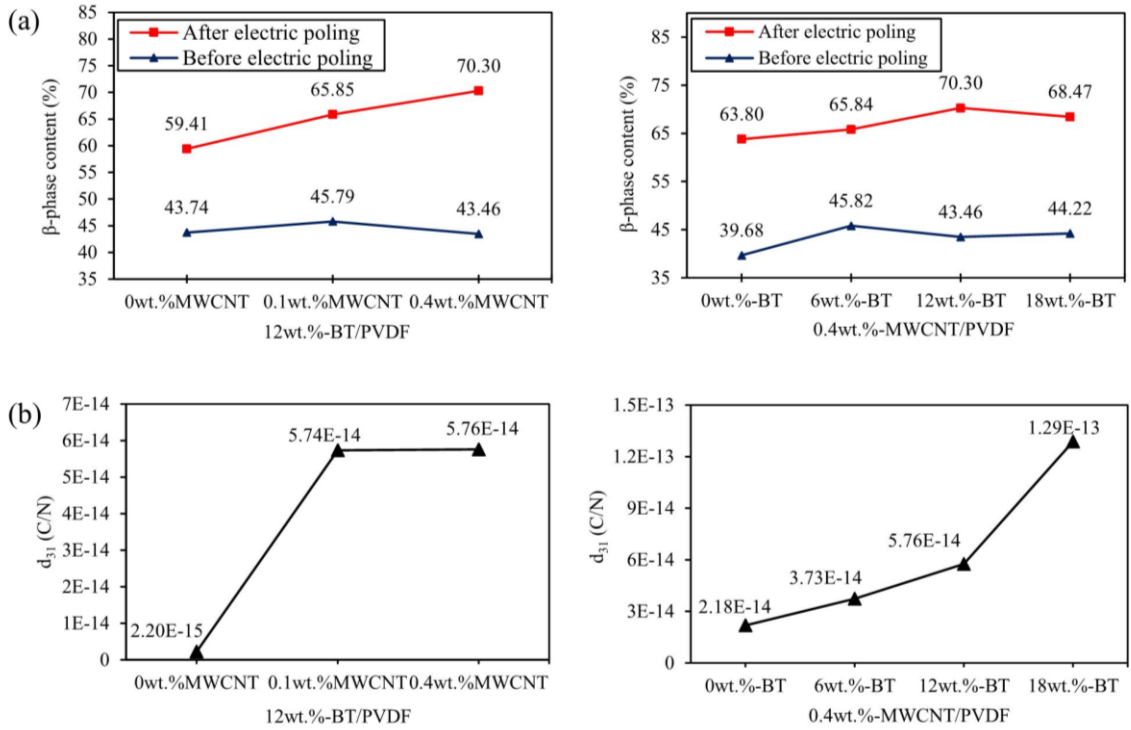 (a)
85
80
75
70
65
60
55
50
45
40
35
β-phase content (%)
After electric poling
Before electric poling
59.41
65.85
70.30
43.74
45.79
43.46
0wt.%MWCNT 0.1wt.%MWCNT 0.4wt.%MWCNT
12wt.%-BT/PVDF
85
75
65
55
45
35
β-phase content (%)
After electric poling
Before electric poling
63.80
65.84
70.30
68.47
39.68
45.82
43.46
44.22
0wt.%-BT 6wt.%-BT 12wt.%-BT 18wt.%-BT
0.4wt.%-MWCNT/PVDF
(b)
7E-14
6E-14
5E-14
4E-14
3E-14
2E-14
1E-14
0
d31 (C/N)
2.20E-15
5.74E-14
5.76E-14
0wt.%MWCNT 0.1wt.%MWCNT 0.4wt.%MWCNT
12wt.%-BT/PVDF
1.5E-13
1.2E-13
9E-14
6E-14
3E-14
0
d31 (C/N)
2.18E-14
3.73E-14
5.76E-14
1.29E-13
0wt.%-BT 6wt.%-BT 12wt.%-BT 18wt.%-BT
0.4wt.%-MWCNT/PVDF